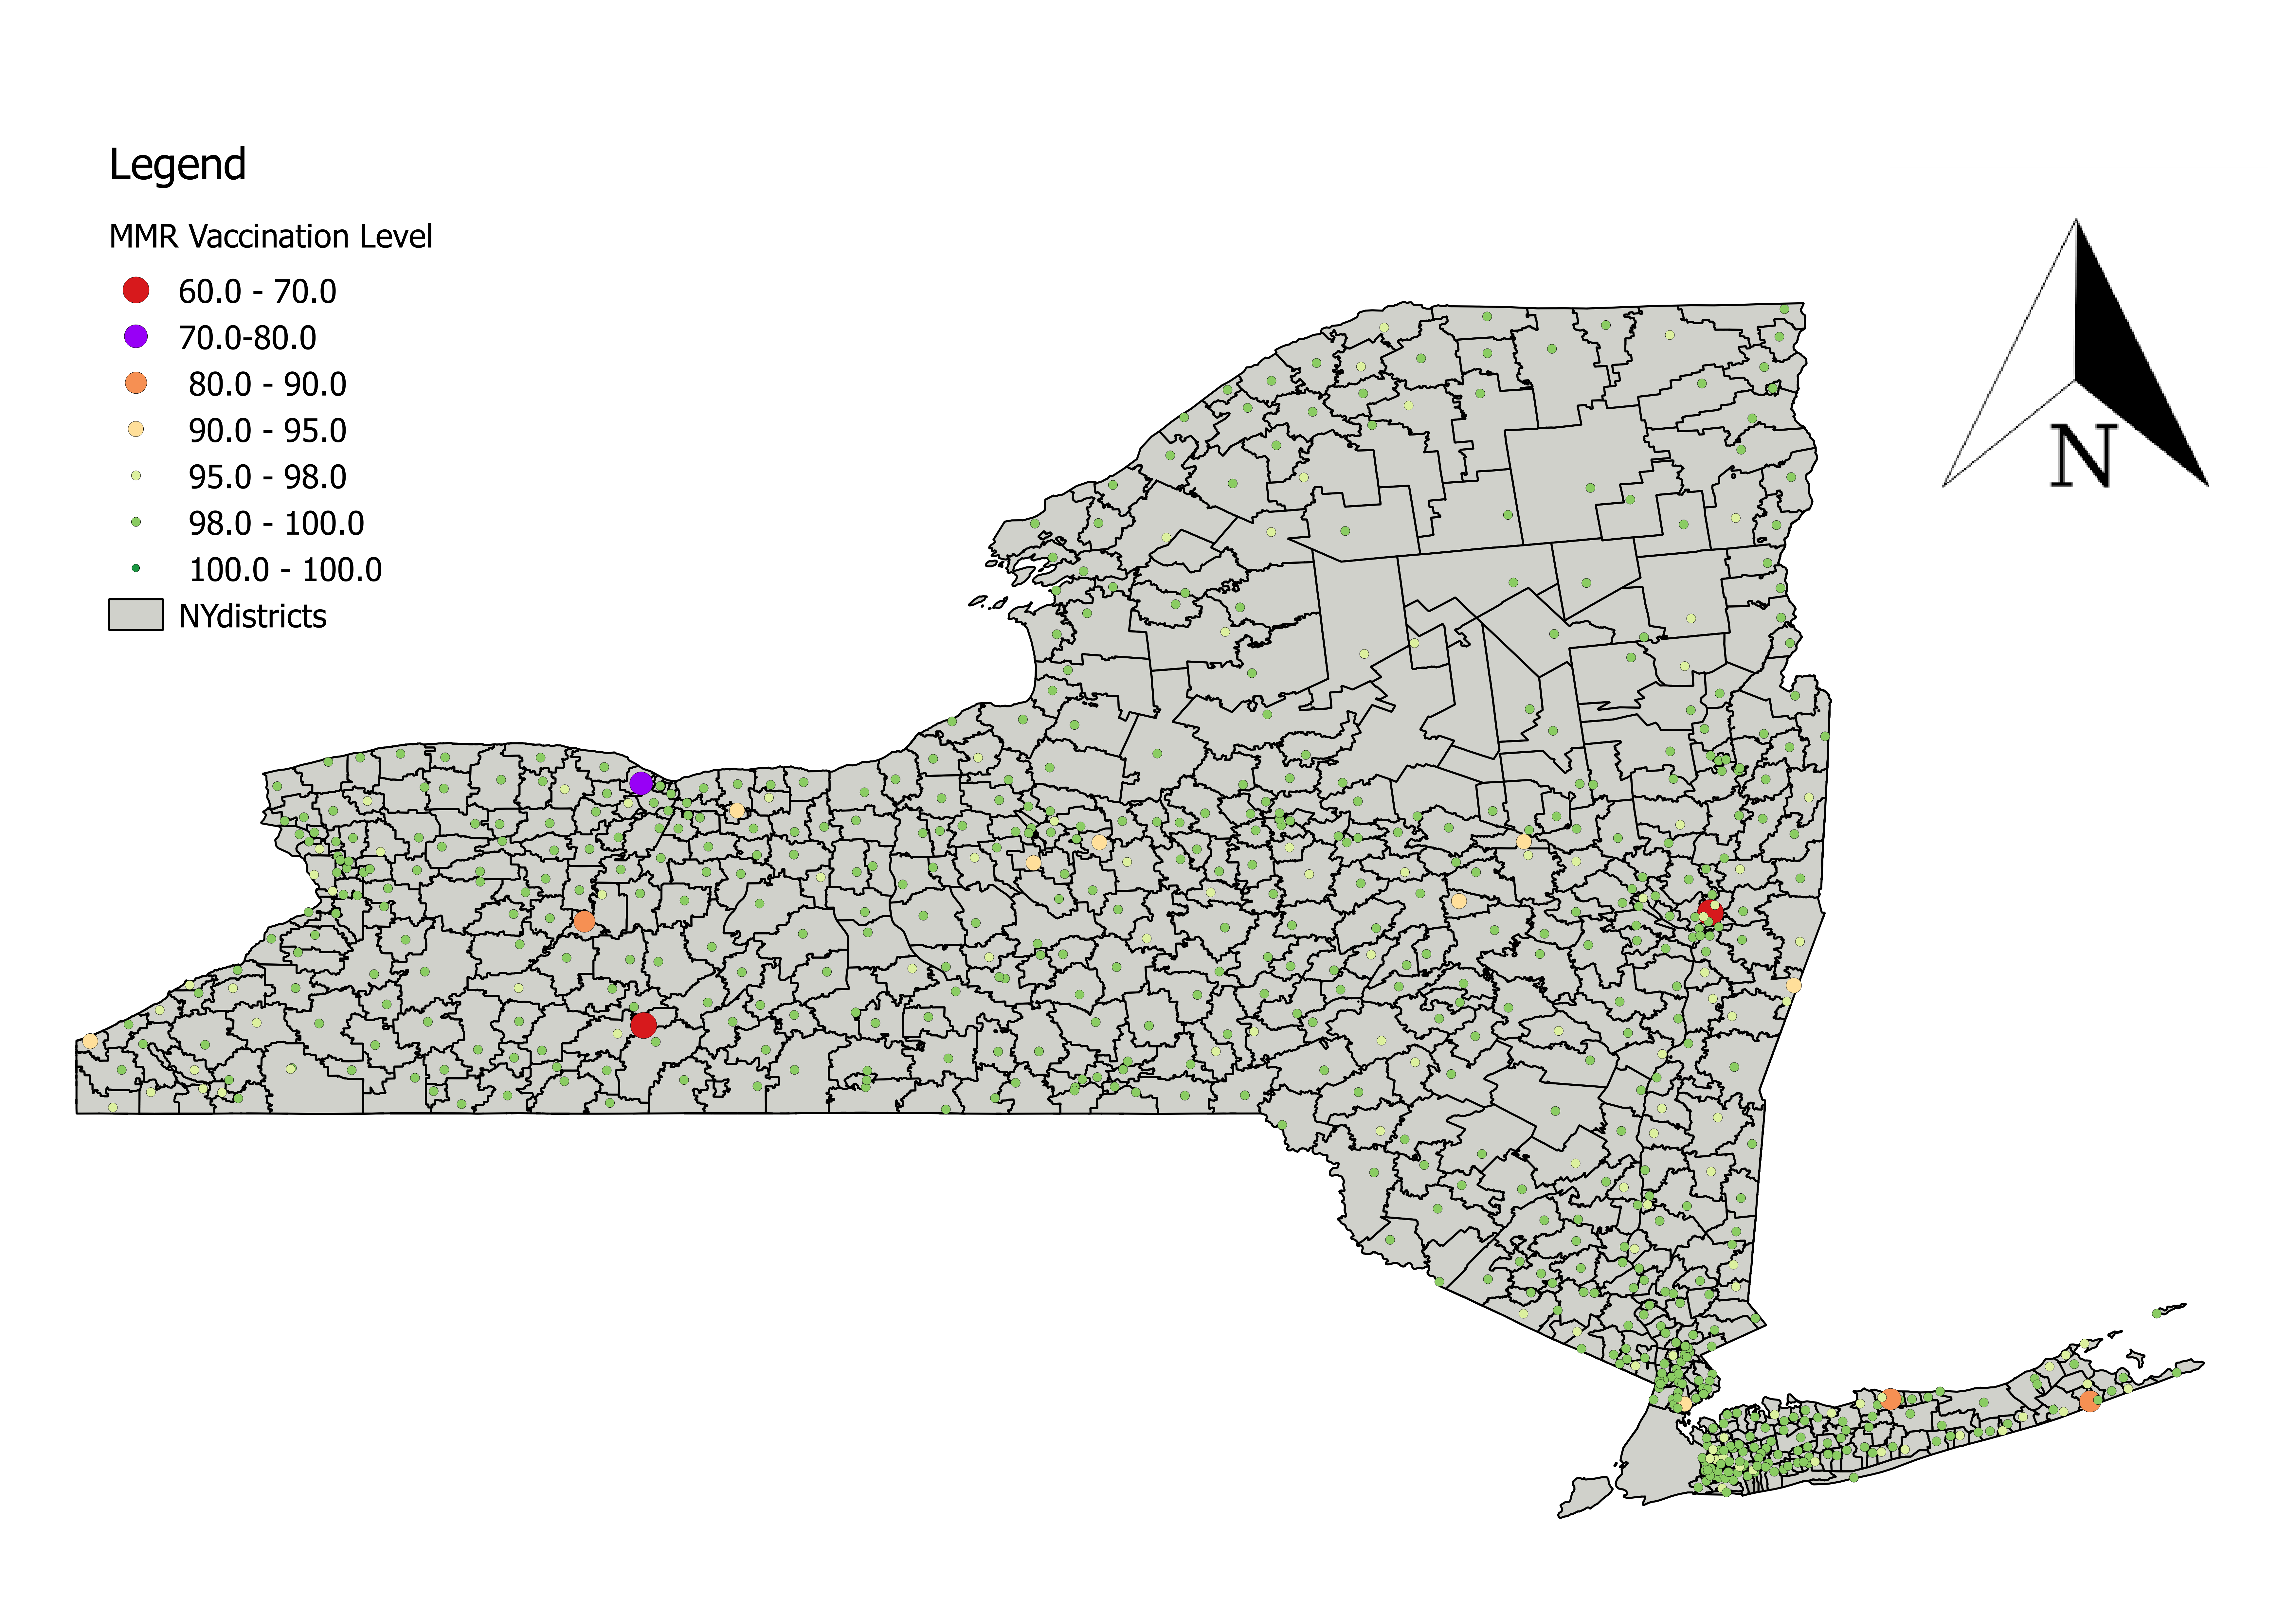 Legend
MMR Vaccination Level
60.0 - 70.0
70.0-80.0
80.0 - 90.0
90.0 - 95.0
95.0 - 98.0
98.0 - 100.0
100.0 - 100.0
NYdistricts
N